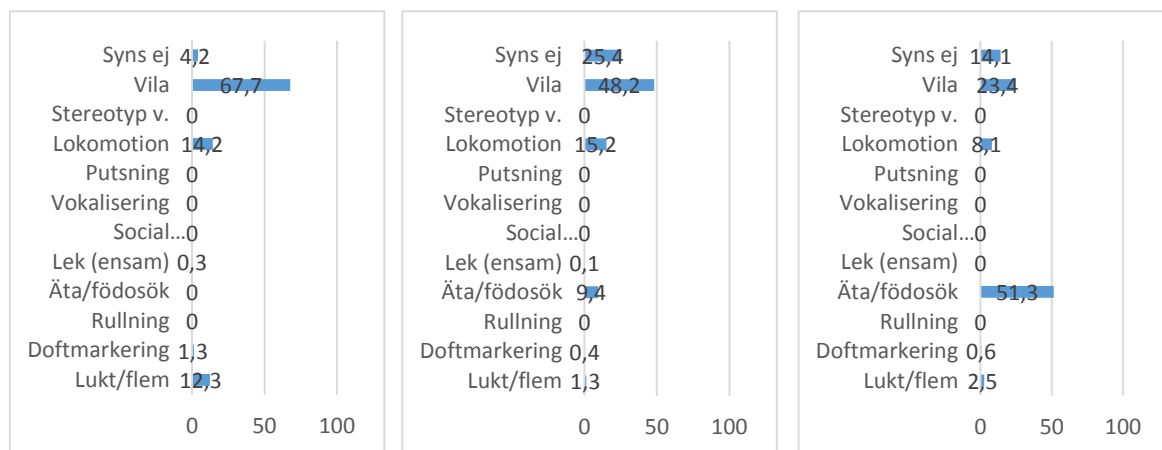 Syns ej 4,2
Vila 67,7
Stereotyp v. 0
Lokomotion 14,2
Putsning 0
Vokalisering 0
Social... 0
Lek (ensam) 0,3
Äta/födosök 0
Rullning 0
Doftmarkering 1,3
Lukt/flem 12,3
0 50 100
Syns ej 25,4
Vila 48,2
Stereotyp v. 0
Lokomotion 15,2
Putsning 0
Vokalisering 0
Social... 0
Lek (ensam) 0,1
Äta/födosök 9,4
Rullning 0
Doftmarkering 0,4
Lukt/flem 1,3
0 50 100
Syns ej 14,1
Vila 23,4
Stereotyp v. 0
Lokomotion 8,1
Putsning 0
Vokalisering 0
Social... 0
Lek (ensam) 0
Äta/födosök 51,3
Rullning 0
Doftmarkering 0,6
Lukt/flem 2,5
0 50 100